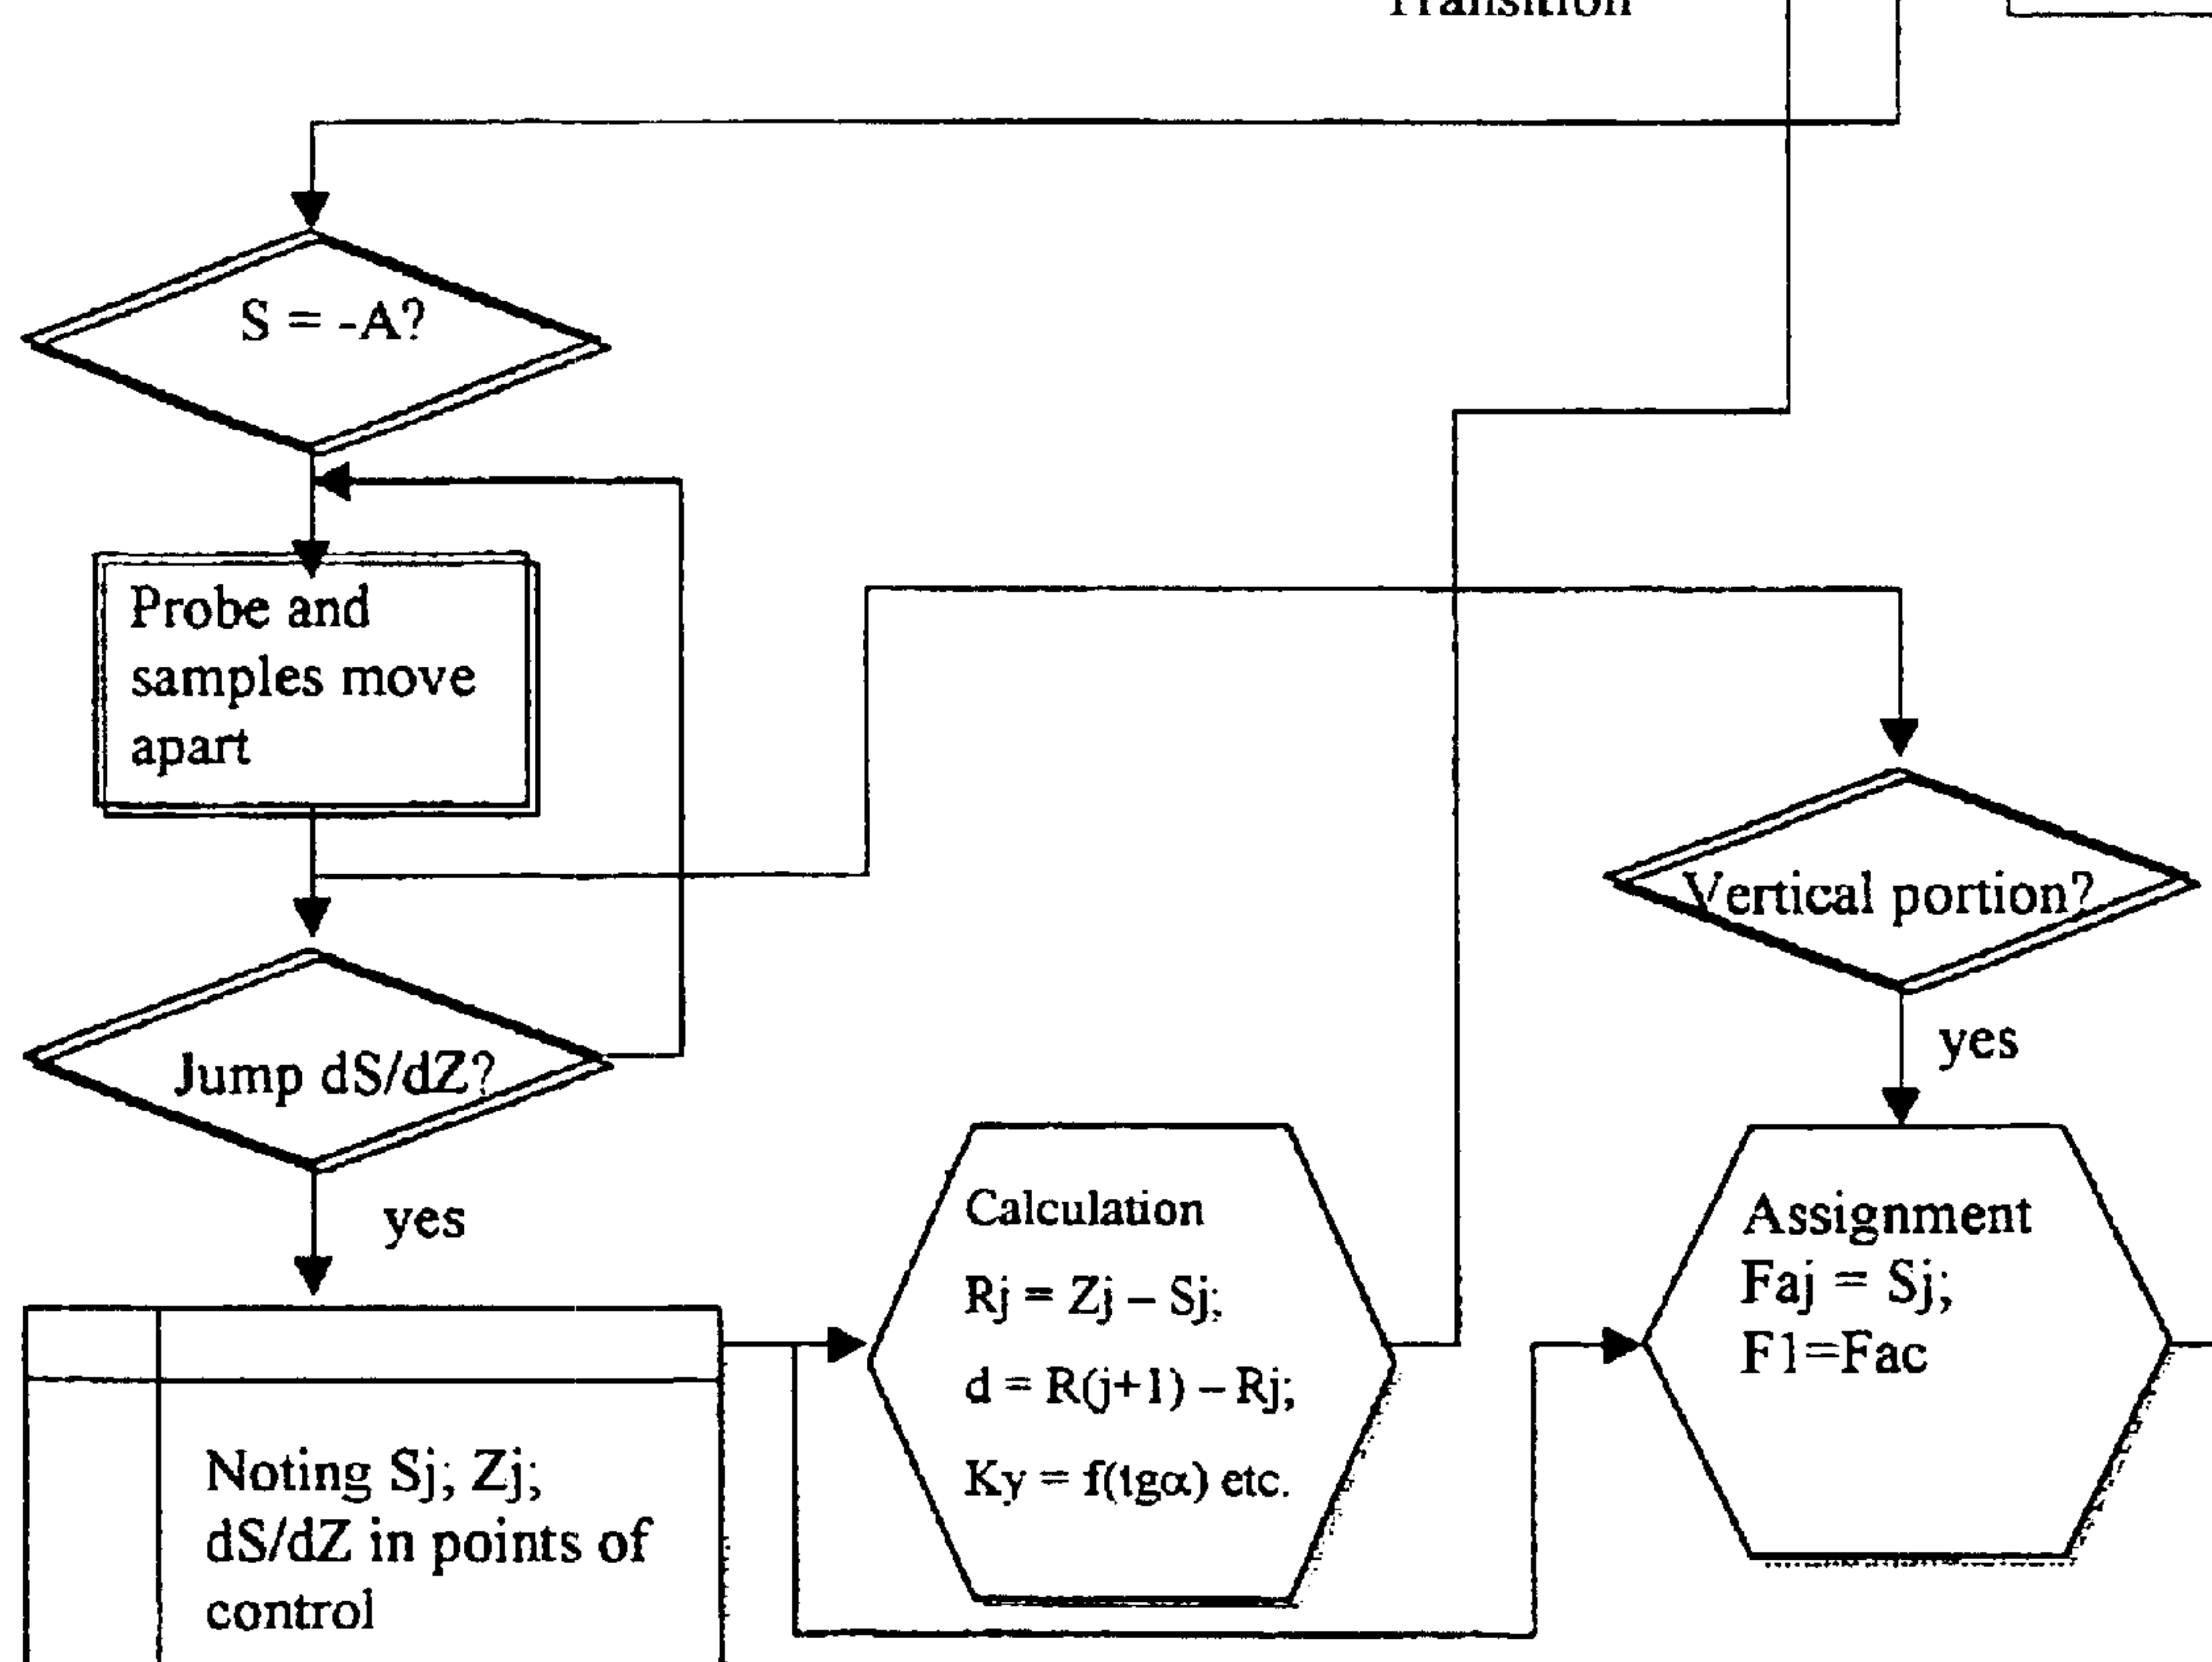 Transition
S = -A?
Probe and
samples move
apart
Vertical portion?
yes
Jump dS/dZ?
yes
Calculation
Rj = Zj – Sj;
d = R(j+1) – Rj;
Ky = f(tgα) etc.
Assignment
Faj = Sj;
F1=Fac
Noting Sj; Zj;
dS/dZ in points of
control